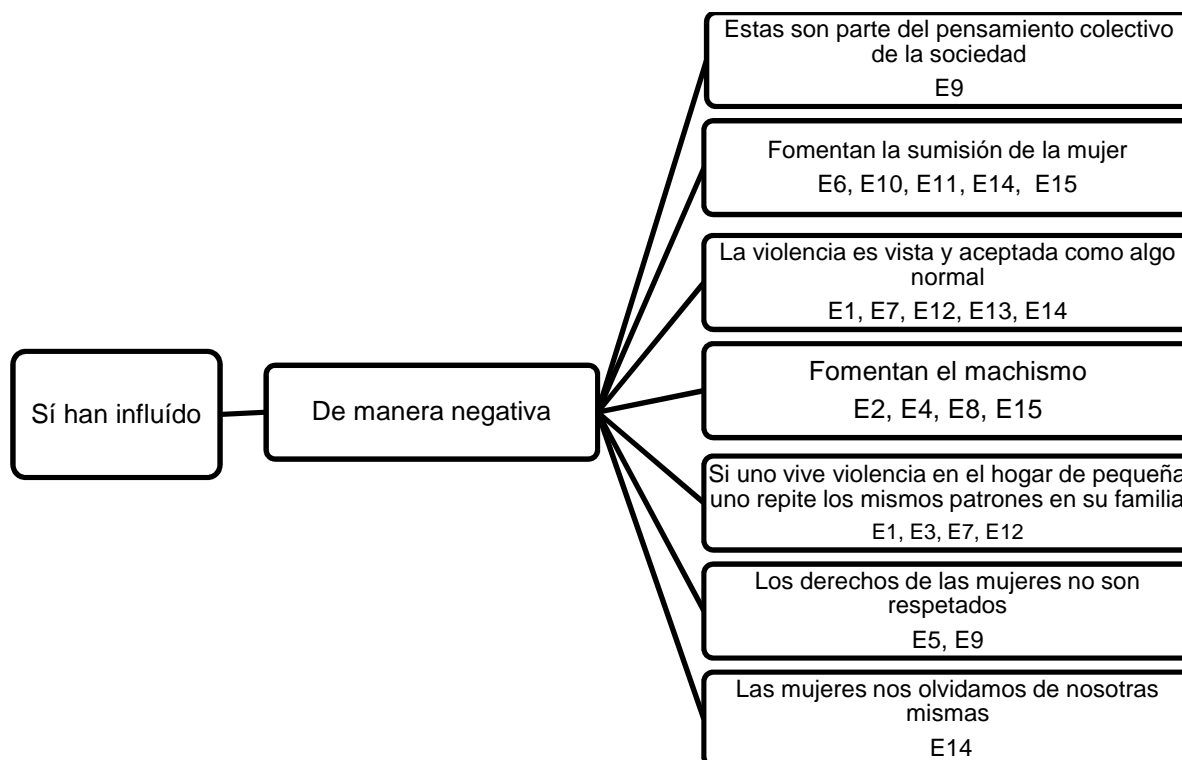 Estas son parte del pensamiento colectivo
de la sociedad
E9
Fomentan la sumisión de la mujer
E6, E10, E11, E14, E15
La violencia es vista y aceptada como algo
normal
E1, E7, E12, E13, E14
Sí han influído
De manera negativa
Fomentan el machismo
E2, E4, E8, E15
Si uno vive violencia en el hogar de pequeña
uno repite los mismos patrones en su familia
E1, E3, E7, E12
Los derechos de las mujeres no son
respetados
E5, E9
Las mujeres nos olvidamos de nosotras
mismas
E14